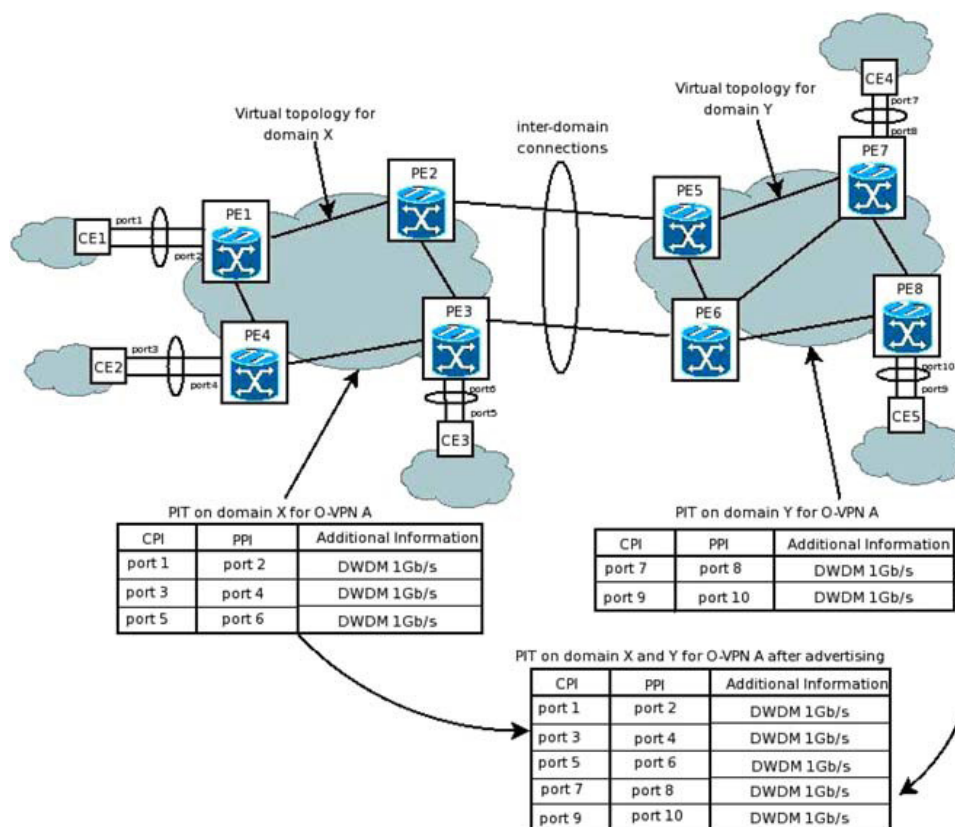 CE4
port7
port8
PE7
Virtual topology for
domain X
inter-domain
connections
Virtual topology for
domain Y
PE2
PE5
port1
CE1
port2
PE1
PE3
PE6
PE8
port3
CE2
port4
PE4
port6
port5
CE3
port10
port9
CE5
PIT on domain X for O-VPN A
CPI PPI Additional Information
port 1 port 2 DWDM 1Gb/s
port 3 port 4 DWDM 1Gb/s
port 5 port 6 DWDM 1Gb/s
PIT on domain Y for O-VPN A
CPI PPI Additional Information
port 7 port 8 DWDM 1Gb/s
port 9 port 10 DWDM 1Gb/s
PIT on domain X and Y for O-VPN A after advertising
CPI PPI Additional Information
port 1 port 2 DWDM 1Gb/s
port 3 port 4 DWDM 1Gb/s
port 5 port 6 DWDM 1Gb/s
port 7 port 8 DWDM 1Gb/s
port 9 port 10 DWDM 1Gb/s